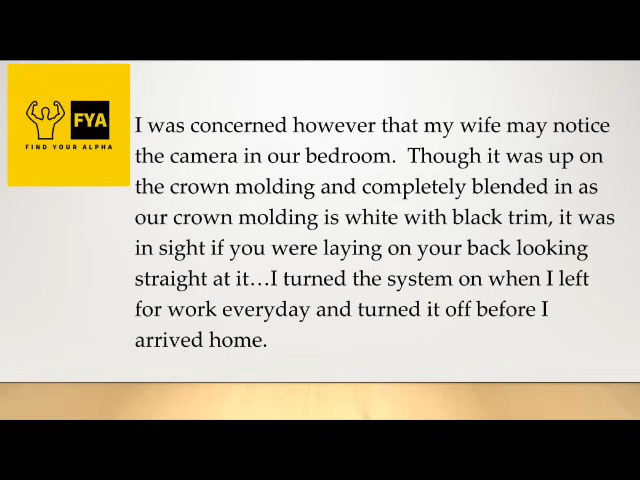 FYA
FIND YOUR ALPHA
I was concerned however that my wife may notice
the camera in our bedroom.  Though it was up on
the crown molding and completely blended in as
our crown molding is white with black trim, it was
in sight if you were laying on your back looking
straight at it…I turned the system on when I left
for work everyday and turned it off before I
arrived home.